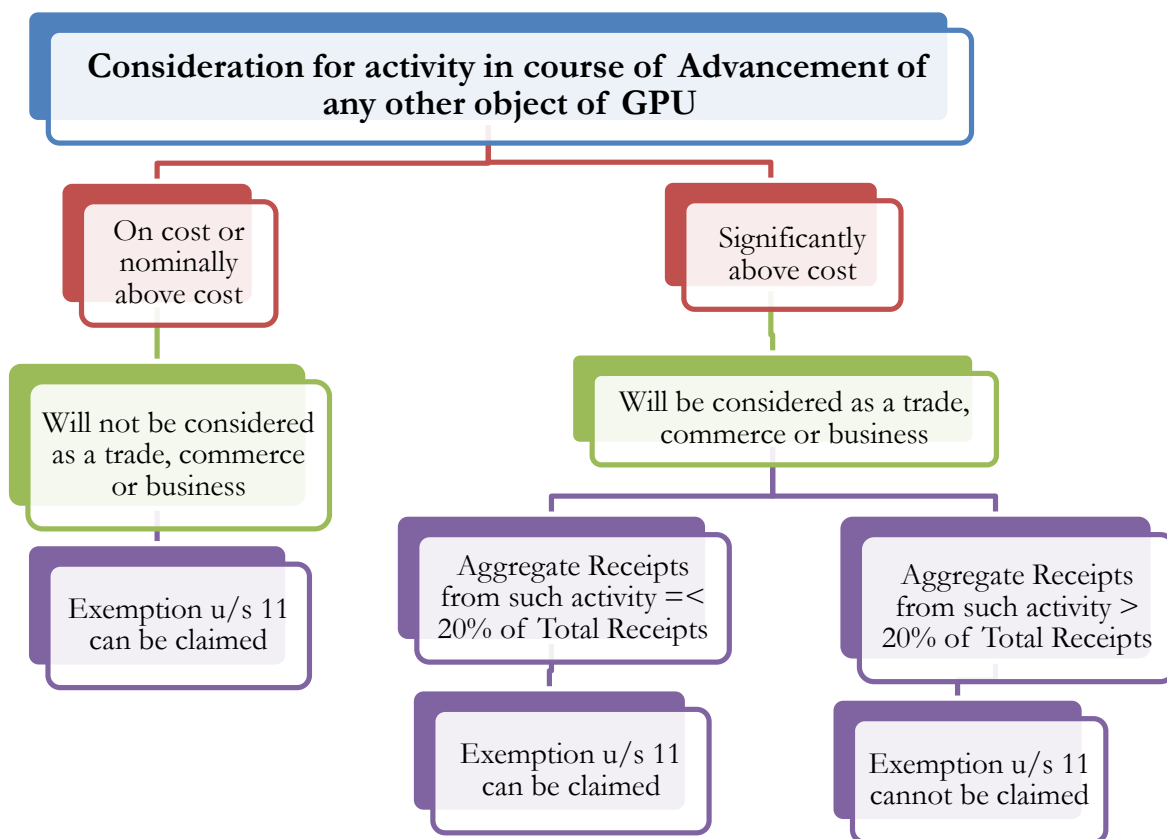 Consideration for activity in course of Advancement of
any other object of GPU
On cost or
nominally
above cost
Significantly
above cost
Will not be considered
as a trade, commerce
or business
Will be considered as a trade,
commerce or business
Exemption u/s 11
can be claimed
Aggregate Receipts
from such activity =<
20% of Total Receipts
Aggregate Receipts
from such activity >
20% of Total Receipts
Exemption u/s 11
can be claimed
Exemption u/s 11
cannot be claimed